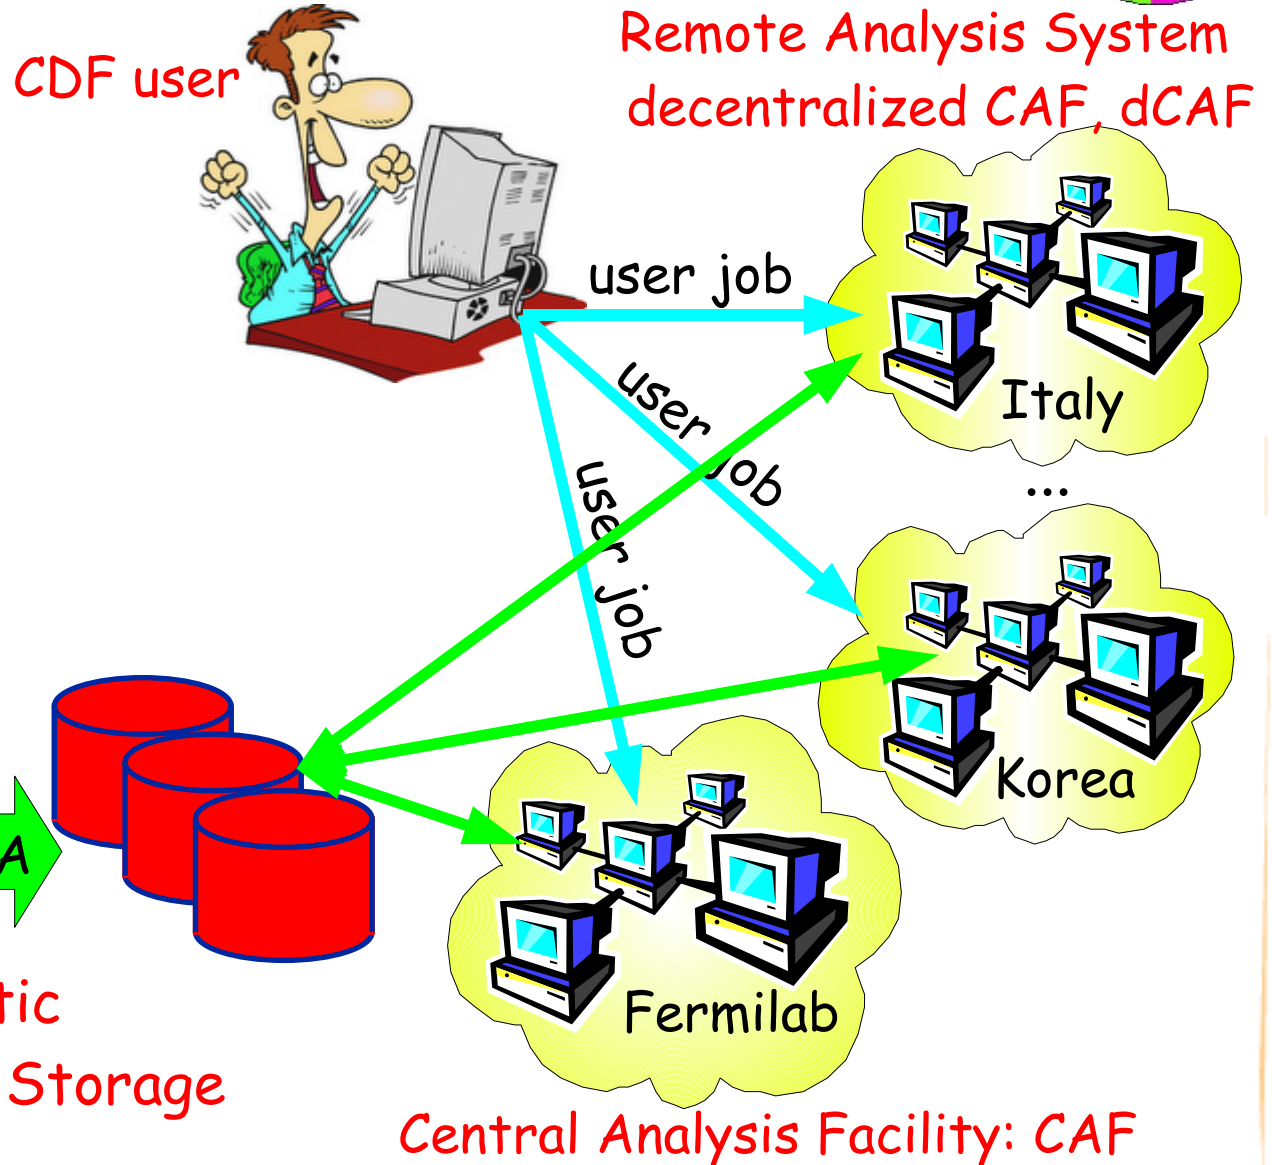 Remote Analysis System
CDF user
decentralized CAF, dCAF
user job
user job
user job
Italy
...
Korea
A
Fermilab
tic
Storage
Central Analysis Facility: CAF